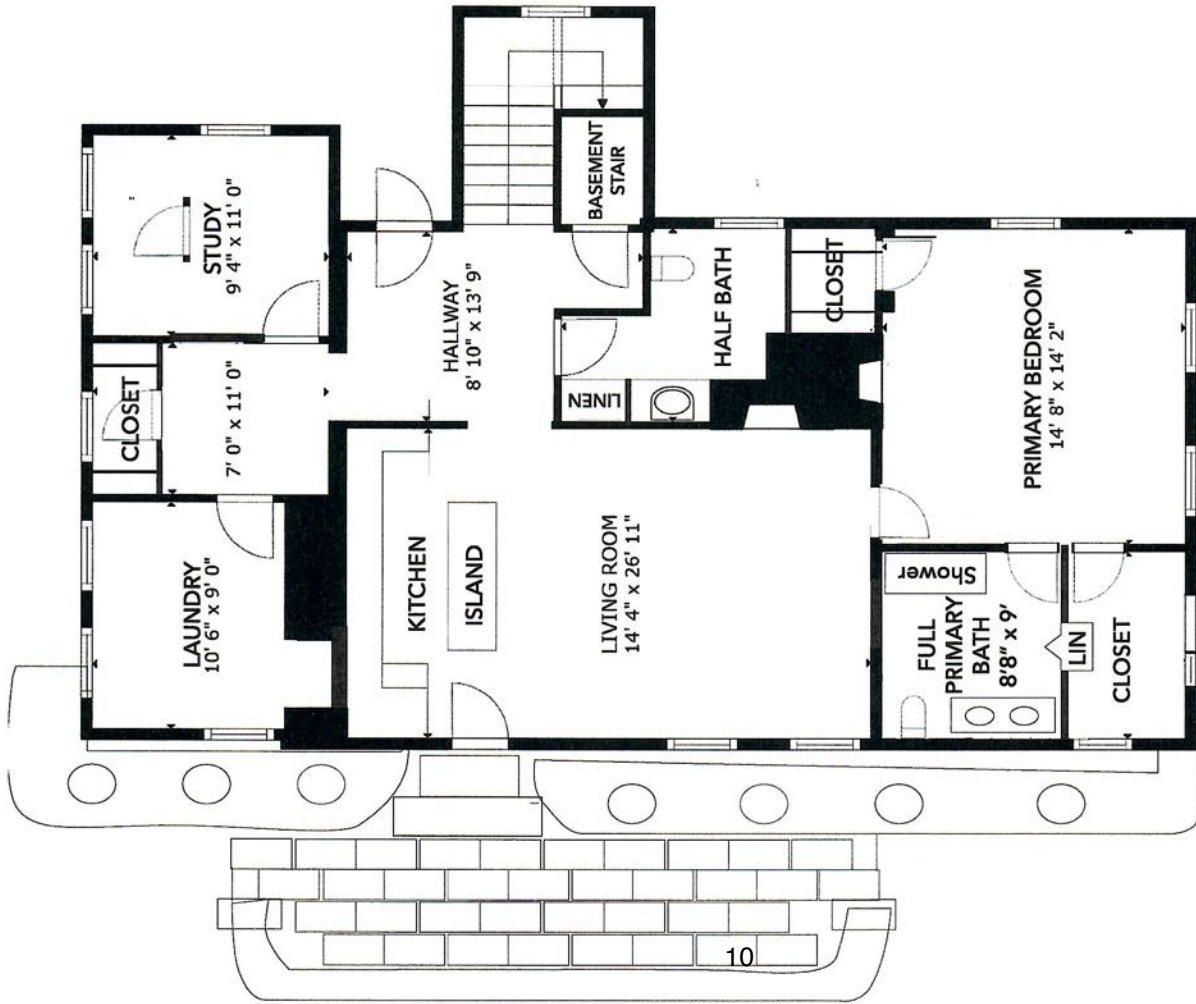 BASEMENT
STAIR
STUDY
9' 4" x 11' 0"
HALLWAY
8' 10" x 13' 9"
HALF BATH
CLOSET
CLOSET
7' 0" x 11' 0"
LINEN
PRIMARY BEDROOM
14' 8" x 14' 2"
LAUNDRY
10' 6" x 9' 0"
KITCHEN
ISLAND
LIVING ROOM
14' 4" x 26' 11"
Shower
FULL
PRIMARY
BATH
8'8" x 9'
LIN
CLOSET
10